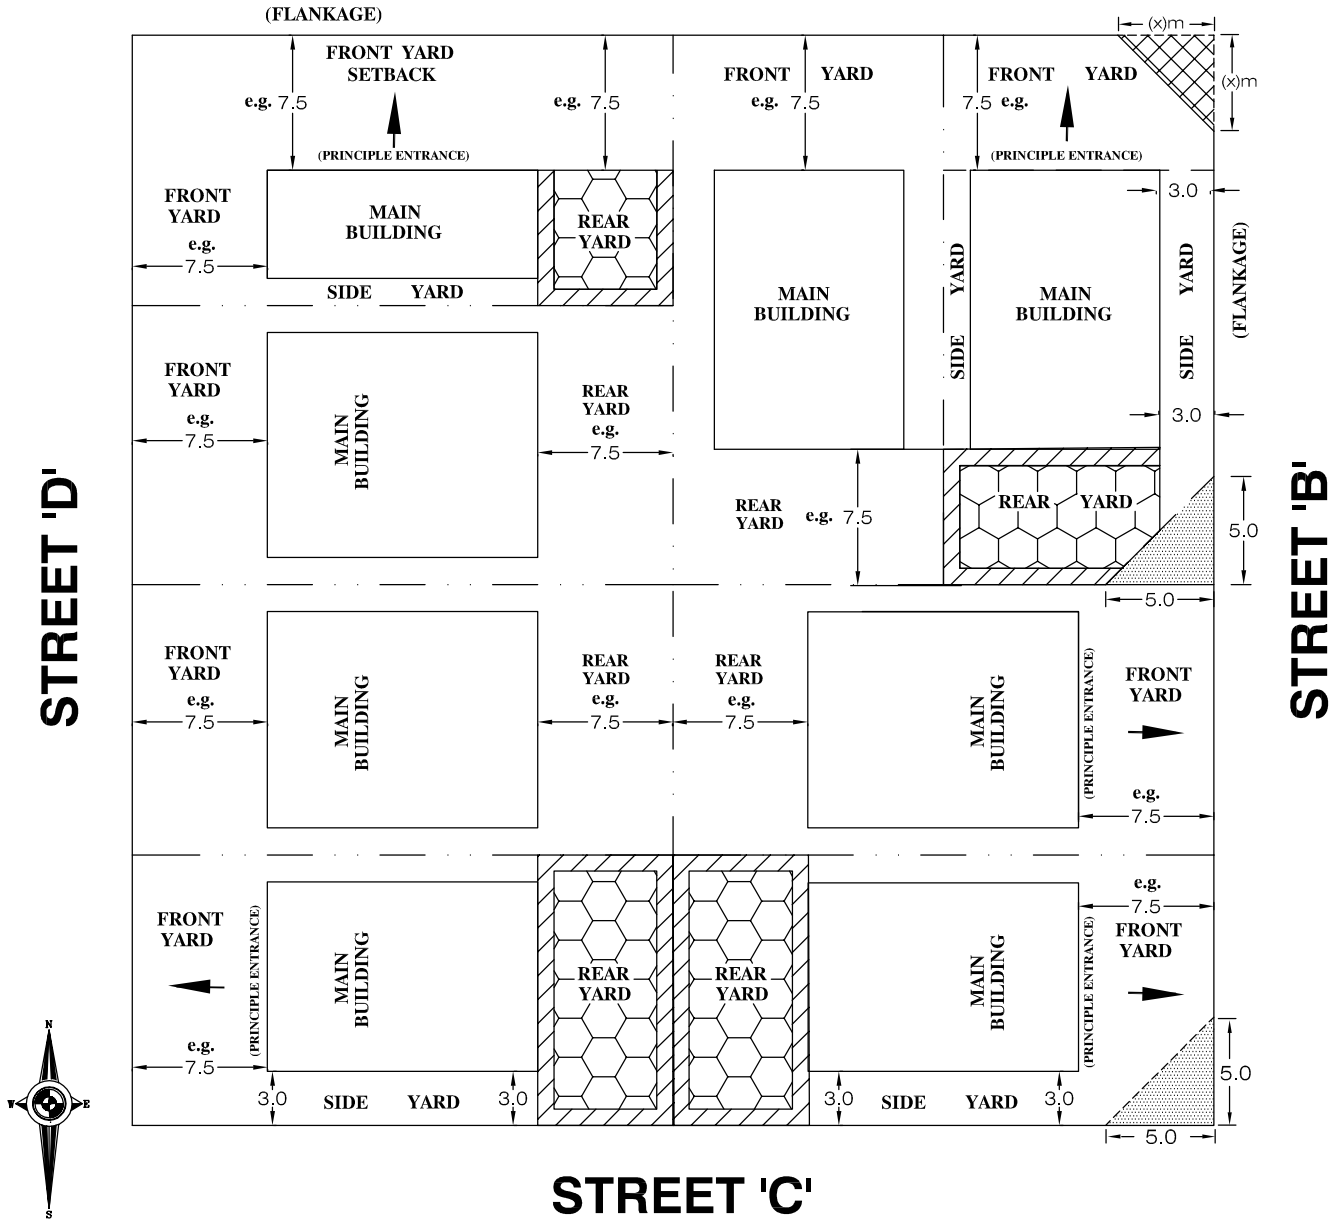 (FLANKAGE)
(x)m
FRONT YARD
SETBACK
FRONT YARD
FRONT YARD
(x)m
e.g. 7.5
e.g. 7.5
e.g. 7.5
7.5 e.g.
(PRINCIPLE ENTRANCE)
(PRINCIPLE ENTRANCE)
FRONT
YARD
e.g.
7.5
MAIN
BUILDING
REAR
YARD
3.0
SIDE YARD
MAIN
BUILDING
SIDE YARD
MAIN
BUILDING
SIDE YARD
(FLANKAGE)
FRONT
YARD
e.g.
7.5
MAIN
BUILDING
REAR
YARD
e.g.
7.5
3.0
REAR
YARD
e.g. 7.5
REAR YARD
5.0
5.0
STREET 'D'
STREET 'B'
FRONT
YARD
e.g.
7.5
MAIN
BUILDING
REAR
YARD
e.g.
7.5
REAR
YARD
e.g.
7.5
MAIN
BUILDING
(PRINCIPLE ENTRANCE)
FRONT
YARD
e.g.
7.5
e.g.
7.5
FRONT
YARD
(PRINCIPLE ENTRANCE)
MAIN
BUILDING
REAR
YARD
REAR
YARD
MAIN
BUILDING
(PRINCIPLE ENTRANCE)
FRONT
YARD
e.g.
7.5
3.0 SIDE YARD 3.0
3.0 SIDE YARD 3.0
5.0
5.0
N
W E
S
STREET 'C'